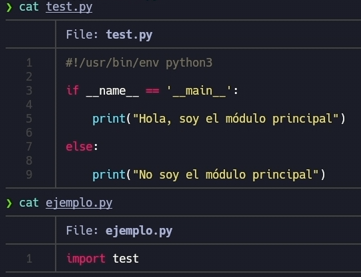 ❯ cat test.py
File: test.py
1 #!/usr/bin/env python3
2
3 if __name__ == '__main__':
4
5 print("Hola, soy el módulo principal")
6
7 else:
8
9 print("No soy el módulo principal")
❯ cat ejemplo.py
File: ejemplo.py
1 import test